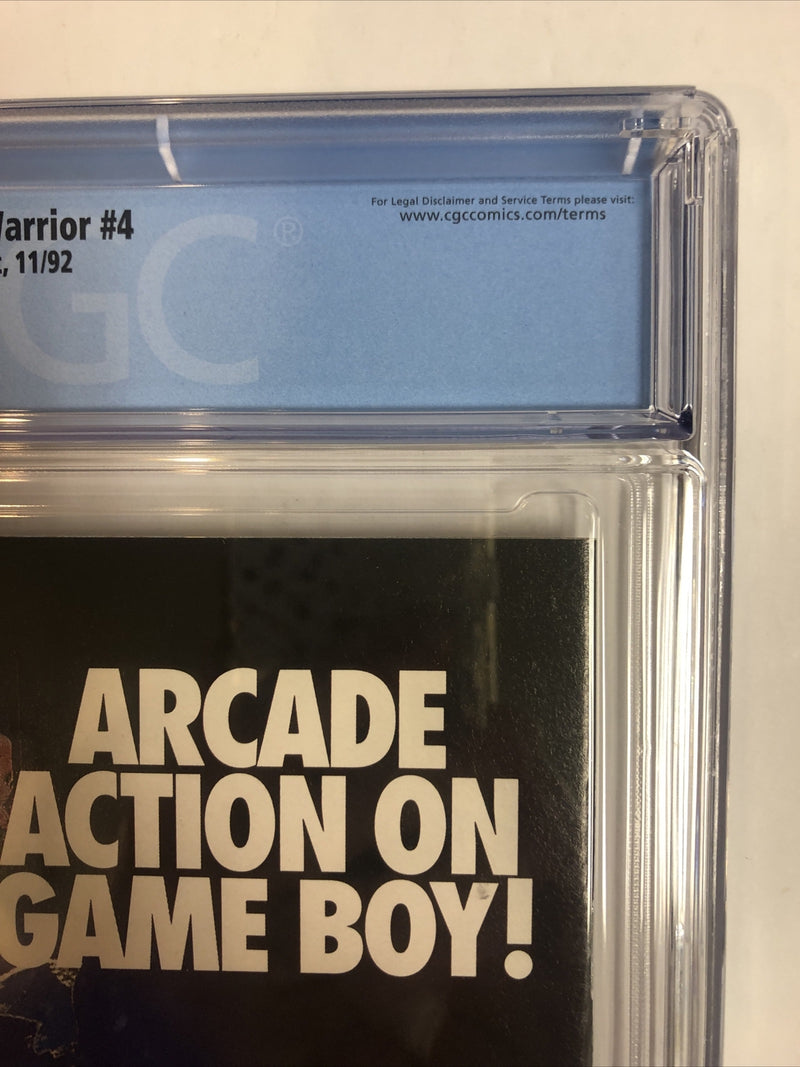 Warrior #4
, 11/92
GC®
For Legal Disclaimer and Service Terms please visit:
www.cgccomics.com/terms
ARCADE
ACTION ON
GAME BOY!